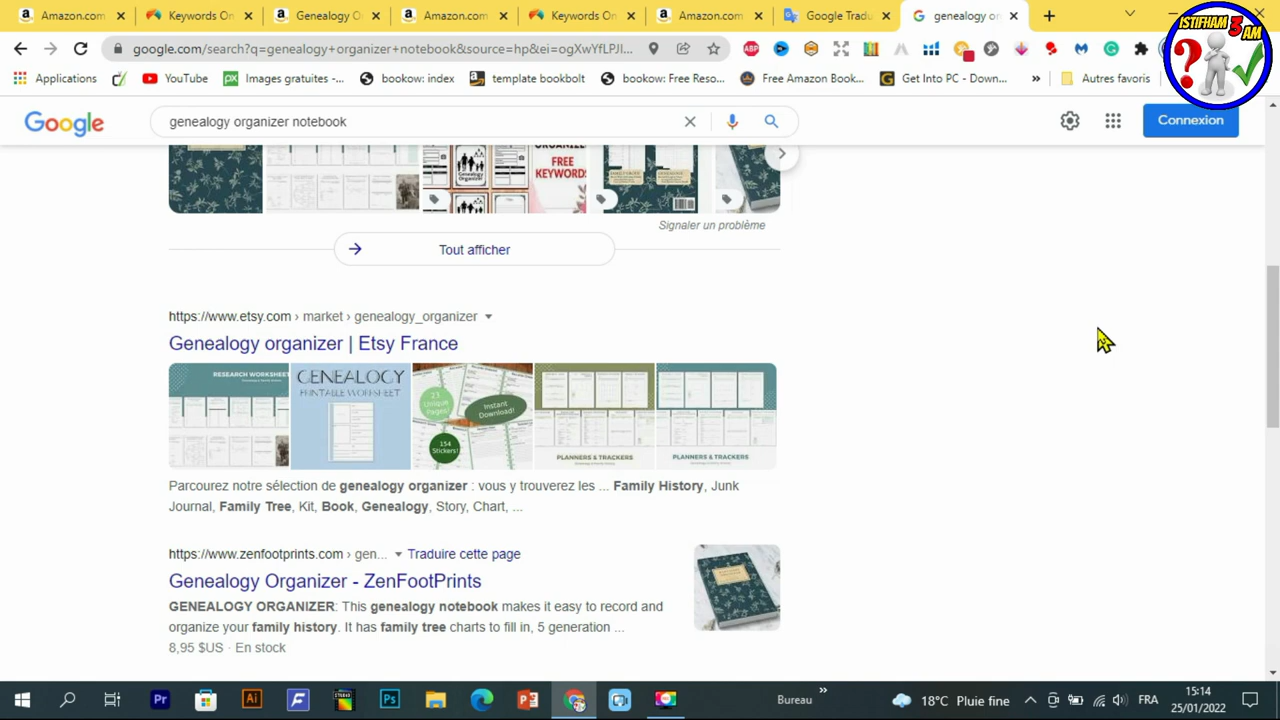 Amazon.com
Keywords On
Genealogy O
Amazon.com
Keywords On
Amazon.com
Google Tradu
genealogy or
ISTIFHAM 3 AM
google.com/search?q=genealogy+organizer+notebook&source=hp&ei=ogXwYfLPJI...
Applications
YouTube
Images gratuites -...
bookow: index
template bookbolt
bookow: Free Reso...
Free Amazon Book...
Get Into PC - Down...
Autres favoris
Google
genealogy organizer notebook
Connexion
Genealogy Organizer
ORGANIZE
FREE
KEYWORDS
Signaler un problème
Tout afficher
https://www.etsy.com › market › genealogy_organizer
Genealogy organizer | Etsy France
RESEARCH WORKSHEET
GENEALOGY
PRINTABLE WORKSHEET
23 Unique Pages!
Instant Download!
154 Stickers!
PLANNERS & TRACKERS
PLANNERS & TRACKERS
Parcourez notre sélection de genealogy organizer : vous y trouverez les ... Family History, Junk
Journal, Family Tree, Kit, Book, Genealogy, Story, Chart, ...
https://www.zenfootprints.com › gen...
Traduire cette page
Genealogy Organizer - ZenFootPrints
GENEALOGY ORGANIZER: This genealogy notebook makes it easy to record and
organize your family history. It has family tree charts to fill in, 5 generation ...
8,95 $US · En stock
Bureau
18°C Pluie fine
FRA
15:14
25/01/2022